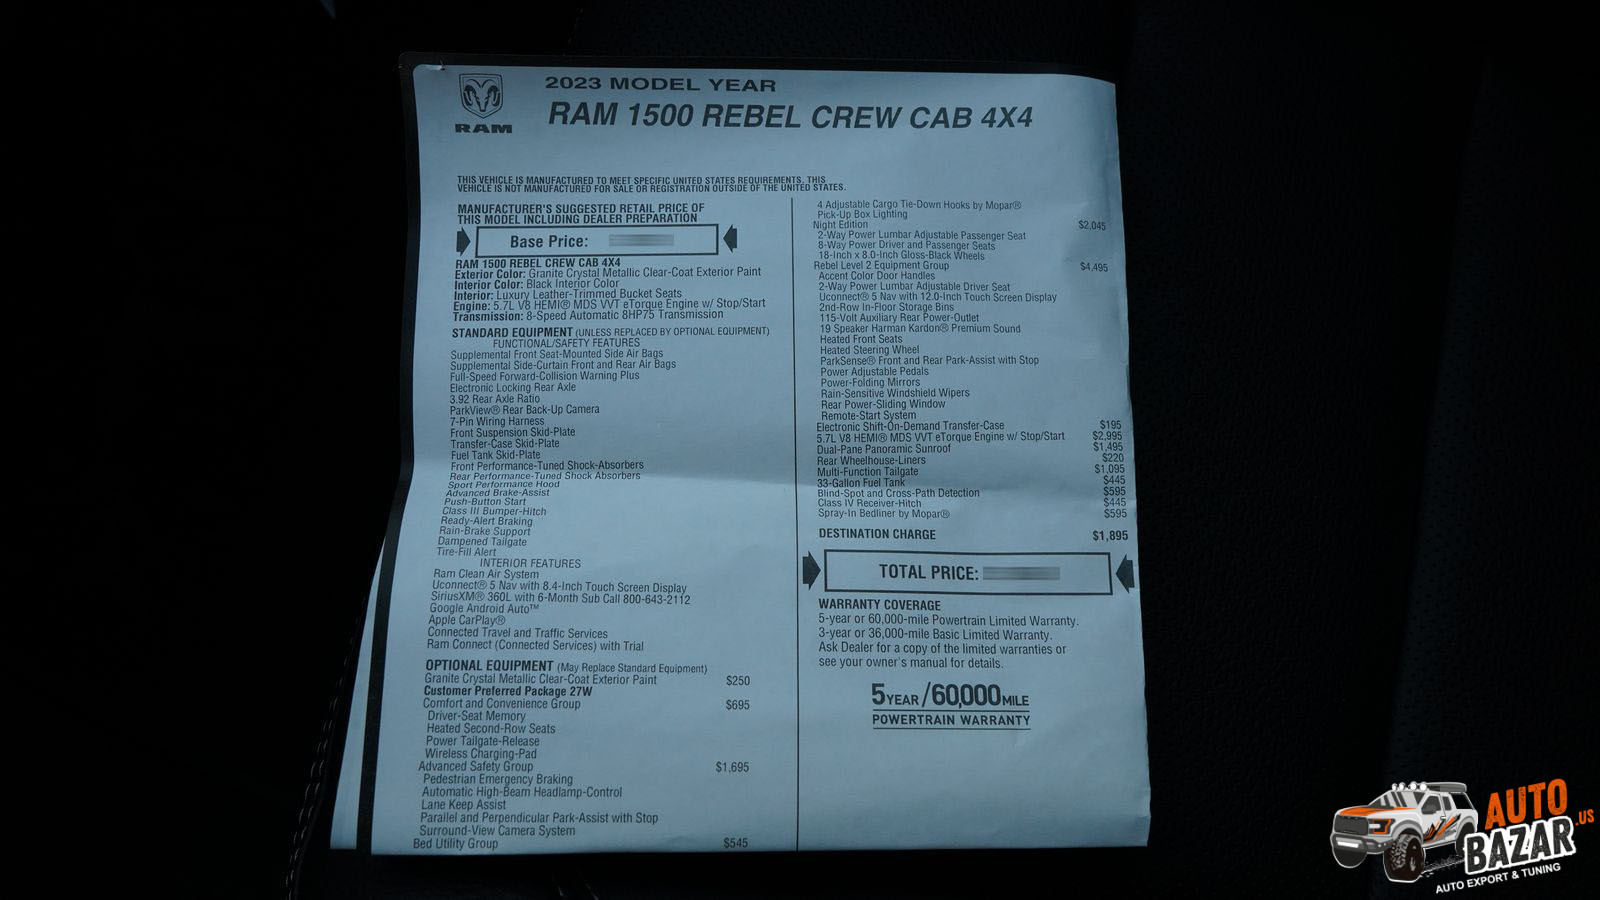 RAM
2023 MODEL YEAR
RAM 1500 REBEL CREW CAB 4X4
THIS VEHICLE IS MANUFACTURED TO MEET SPECIFIC UNITED STATES REQUIREMENTS. THIS
VEHICLE IS NOT MANUFACTURED FOR SALE OR REGISTRATION OUTSIDE OF THE UNITED STATES.
MANUFACTURER'S SUGGESTED RETAIL PRICE OF
THIS MODEL INCLUDING DEALER PREPARATION
Base Price:
RAM 1500 REBEL CREW CAB 4X4
Exterior Color: Granite Crystal Metallic Clear-Coat Exterior Paint
Interior Color: Black Interior Color
Interior: Luxury Leather-Trimmed Bucket Seats
Engine: 5.7L V8 HEMI® MDS VVT eTorque Engine w/ Stop/Start
Transmission: 8-Speed Automatic 8HP75 Transmission
STANDARD EQUIPMENT (UNLESS REPLACED BY OPTIONAL EQUIPMENT)
FUNCTIONAL/SAFETY FEATURES
Supplemental Front Seat-Mounted Side Air Bags
Supplemental Side-Curtain Front and Rear Air Bags
Full-Speed Forward-Collision Warning Plus
Electronic Locking Rear Axle
3.92 Rear Axle Ratio
ParkView® Rear Back-Up Camera
7-Pin Wiring Harness
Front Suspension Skid-Plate
Transfer-Case Skid-Plate
Fuel Tank Skid-Plate
Front Performance-Tuned Shock-Absorbers
Rear Performance-Tuned Shock Absorbers
Sport Performance Hood
Advanced Brake-Assist
Push-Button Start
Class III Bumper-Hitch
Ready-Alert Braking
Rain-Brake Support
Dampened Tailgate
Tire-Fill Alert
INTERIOR FEATURES
Ram Clean Air System
Uconnect® 5 Nav with 8.4-Inch Touch Screen Display
SiriusXM® 360L with 6-Month Sub Call 800-643-2112
Google Android Auto™
Apple CarPlay®
Connected Travel and Traffic Services
Ram Connect (Connected Services) with Trial
OPTIONAL EQUIPMENT (May Replace Standard Equipment)
Granite Crystal Metallic Clear-Coat Exterior Paint $250
Customer Preferred Package 27W
Comfort and Convenience Group $695
Driver-Seat Memory
Heated Second-Row Seats
Power Tailgate-Release
Wireless Charging-Pad
Advanced Safety Group $1,695
Pedestrian Emergency Braking
Automatic High-Beam Headlamp-Control
Lane Keep Assist
Parallel and Perpendicular Park-Assist with Stop
Surround-View Camera System
Bed Utility Group $545
4 Adjustable Cargo Tie-Down Hooks by Mopar®
Pick-Up Box Lighting
Night Edition $2,045
2-Way Power Lumbar Adjustable Passenger Seat
8-Way Power Driver and Passenger Seats
18-Inch x 8.0-Inch Gloss-Black Wheels
Rebel Level 2 Equipment Group $4,495
Accent Color Door Handles
2-Way Power Lumbar Adjustable Driver Seat
Uconnect® 5 Nav with 12.0-Inch Touch Screen Display
2nd-Row In-Floor Storage Bins
115-Volt Auxiliary Rear Power-Outlet
19 Speaker Harman Kardon® Premium Sound
Heated Front Seats
Heated Steering Wheel
ParkSense® Front and Rear Park-Assist with Stop
Power Adjustable Pedals
Power-Folding Mirrors
Rain-Sensitive Windshield Wipers
Rear Power-Sliding Window
Remote-Start System
Electronic Shift-On-Demand Transfer-Case $195
5.7L V8 HEMI® MDS VVT eTorque Engine w/ Stop/Start $2,995
Dual-Pane Panoramic Sunroof $1,495
Rear Wheelhouse-Liners $220
Multi-Function Tailgate $1,095
33-Gallon Fuel Tank $445
Blind-Spot and Cross-Path Detection $595
Class IV Receiver-Hitch $445
Spray-In Bedliner by Mopar® $595
DESTINATION CHARGE $1,895
TOTAL PRICE:
WARRANTY COVERAGE
5-year or 60,000-mile Powertrain Limited Warranty.
3-year or 36,000-mile Basic Limited Warranty.
Ask Dealer for a copy of the limited warranties or
see your owner's manual for details.
5 YEAR/60,000 MILE
POWERTRAIN WARRANTY
AUTO
BAZAR.us
AUTO EXPORT & TUNING